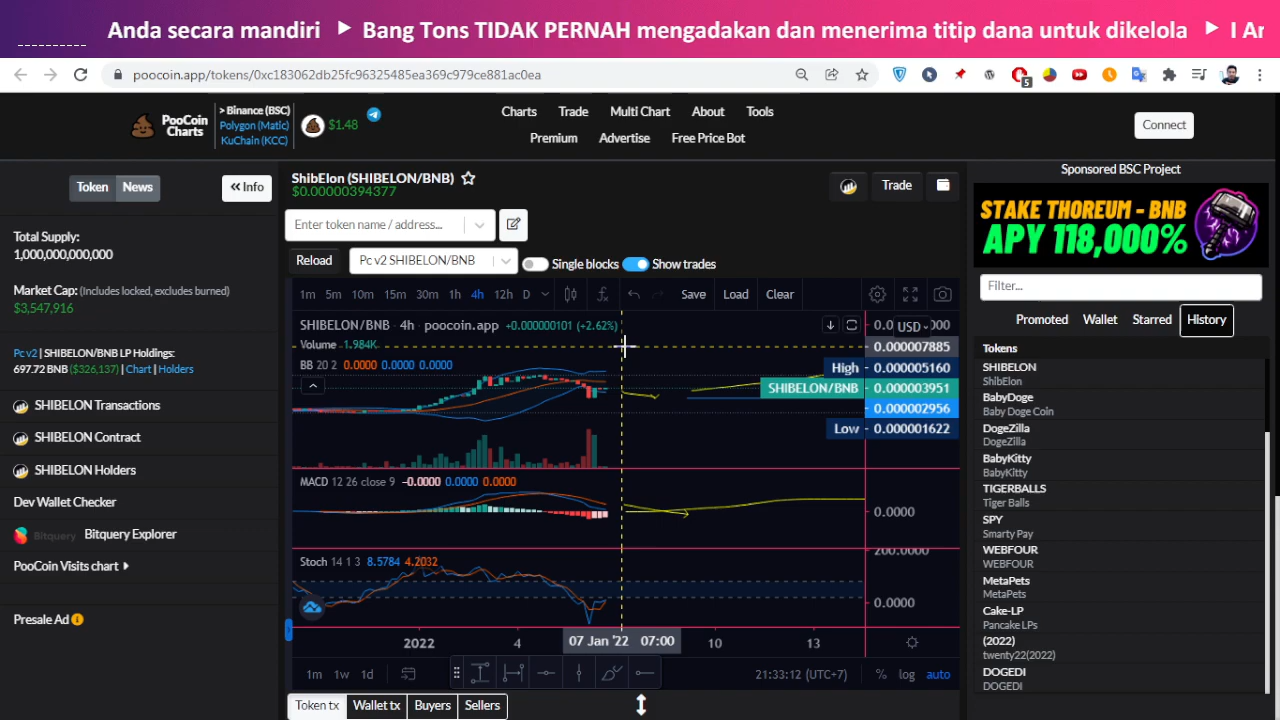 Anda secara mandiri ▶ Bang Tons TIDAK PERNAH mengadakan dan menerima titip dana untuk dikelola ▶ I Ar
poocoin.app/tokens/0xc183062db25fc96325485ea369c979ce881ac0ea
5
PooCoin
Charts
> Binance (BSC)
Polygon (Matic)
KuChain (KCC)
$1.48
Charts Trade Multi Chart About Tools
Premium Advertise Free Price Bot
Connect
Token News
« Info
Total Supply:
1,000,000,000,000
Market Cap: (Includes locked, excludes burned)
$3,547,916
Pc v2 | SHIBELON/BNB LP Holdings:
697.72 BNB ($326,137) | Chart | Holders
SHIBELON Transactions
SHIBELON Contract
SHIBELON Holders
Dev Wallet Checker
Bitquery Bitquery Explorer
PooCoin Visits chart
Presale Ad
ShibElon (SHIBELON/BNB)
$0.00000394377
Trade
Enter token name / address...
Reload
Pc v2 SHIBELON/BNB
Single blocks
Show trades
1m 5m 10m 15m 30m 1h 4h 12h D
Save Load Clear
SHIBELON/BNB · 4h · poocoin.app +0.000000101 (+2.62%)
Volume 1.984K
BB 20 2 0.0000 0.0000 0.0000
USD
0.000007885
High 0.000005160
SHIBELON/BNB 0.000003951
0.000002956
Low 0.000001622
MACD 12 26 close 9 -0.0000 0.0000 0.0000
0.0000
Stoch 14 1 3 8.5784 4.2032
200.0000
0.0000
2022 4 07 Jan '22 07:00 10 13
1m 1w 1d
21:33:12 (UTC+7) % log auto
Token tx Wallet tx Buyers Sellers
Sponsored BSC Project
STAKE THOREUM - BNB
APY 118,000%
Filter...
Promoted Wallet Starred History
Tokens
SHIBELON
ShibElon
BabyDoge
Baby Doge Coin
DogeZilla
DogeZilla
BabyKitty
BabyKitty
TIGERBALLS
Tiger Balls
SPY
Smarty Pay
WEBFOUR
WEBFOUR
MetaPets
MetaPets
Cake-LP
Pancake LPs
(2022)
twenty22(2022)
DOGEDI
DOGEDI